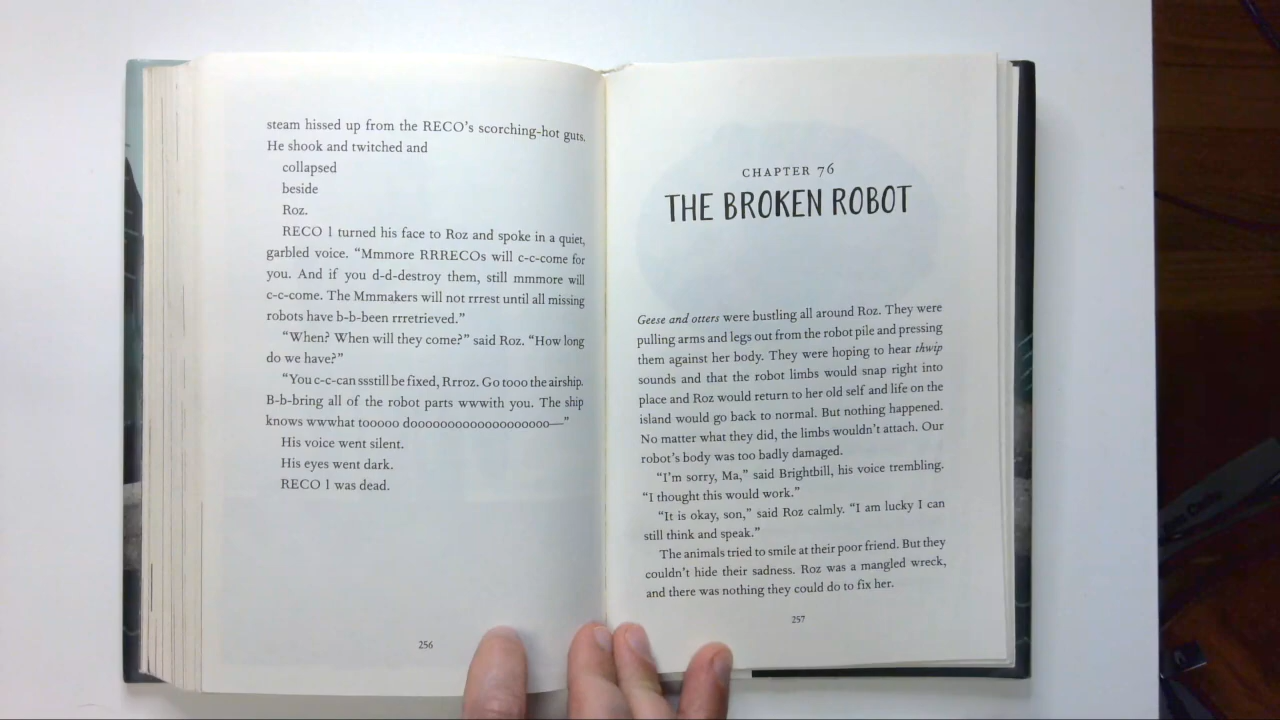 steam hissed up from the RECO's scorching-hot guts.
He shook and twitched and
collapsed
beside
Roz.
RECO 1 turned his face to Roz and spoke in a quiet,
garbled voice. “Mmmore RRRECOs will c-c-come for
you. And if you d-d-destroy them, still mmmore will
c-c-come. The Mmmakers will not rrrest until all missing
robots have b-b-been rrretrieved.”
“When? When will they come?” said Roz. “How long
do we have?”
“You c-c-can ssstill be fixed, Rrroz. Go tooo the airship.
B-b-bring all of the robot parts wwwith you. The ship
knows wwwhat tooooo dooooooooooooooooooo—”
His voice went silent.
His eyes went dark.
RECO 1 was dead.
256
CHAPTER 76
THE BROKEN ROBOT
Geese and otters were bustling all around Roz. They were
pulling arms and legs out from the robot pile and pressing
them against her body. They were hoping to hear thwip
sounds and that the robot limbs would snap right into
place and Roz would return to her old self and life on the
island would go back to normal. But nothing happened.
No matter what they did, the limbs wouldn't attach. Our
robot's body was too badly damaged.
“I'm sorry, Ma,” said Brightbill, his voice trembling.
“I thought this would work.”
“It is okay, son,” said Roz calmly. “I am lucky I can
still think and speak.”
The animals tried to smile at their poor friend. But they
couldn't hide their sadness. Roz was a mangled wreck,
and there was nothing they could do to fix her.
257